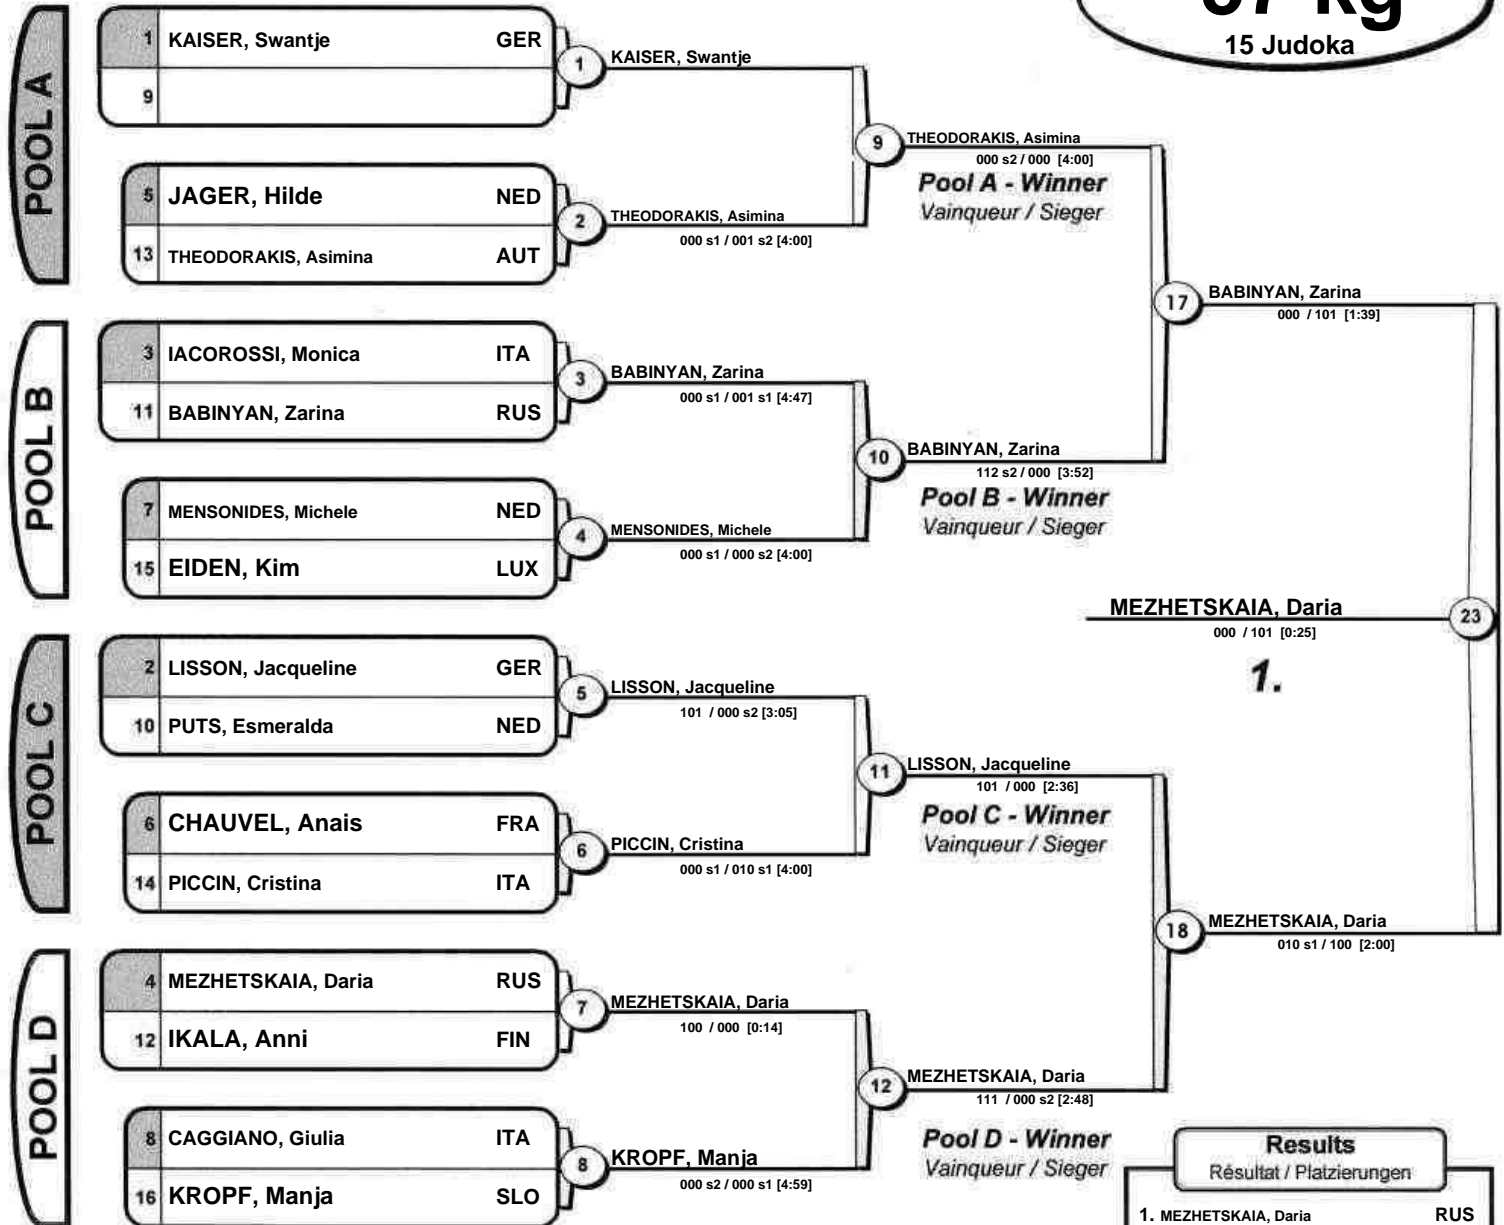 57 kg
15 Judoka
POOL A
1 KAISER, Swantje GER
9
1
KAISER, Swantje
5 JAGER, Hilde NED
13 THEODORAKIS, Asimina AUT
2
THEODORAKIS, Asimina
000 s1 / 001 s2 [4:00]
9
THEODORAKIS, Asimina
000 s2 / 000 [4:00]
Pool A - Winner
Vainqueur / Sieger
POOL B
3 IACOROSSI, Monica ITA
11 BABINYAN, Zarina RUS
3
BABINYAN, Zarina
000 s1 / 001 s1 [4:47]
7 MENSONIDES, Michele NED
15 EIDEN, Kim LUX
4
MENSONIDES, Michele
000 s1 / 000 s2 [4:00]
10
BABINYAN, Zarina
112 s2 / 000 [3:52]
Pool B - Winner
Vainqueur / Sieger
17
BABINYAN, Zarina
000 / 101 [1:39]
POOL C
2 LISSON, Jacqueline GER
10 PUTS, Esmeralda NED
5
LISSON, Jacqueline
101 / 000 s2 [3:05]
6 CHAUVEL, Anais FRA
14 PICCIN, Cristina ITA
6
PICCIN, Cristina
000 s1 / 010 s1 [4:00]
11
LISSON, Jacqueline
101 / 000 [2:36]
Pool C - Winner
Vainqueur / Sieger
POOL D
4 MEZHETSKAIA, Daria RUS
12 IKALA, Anni FIN
7
MEZHETSKAIA, Daria
100 / 000 [0:14]
8 CAGGIANO, Giulia ITA
16 KROPF, Manja SLO
8
KROPF, Manja
000 s2 / 000 s1 [4:59]
12
MEZHETSKAIA, Daria
111 / 000 s2 [2:48]
Pool D - Winner
Vainqueur / Sieger
18
MEZHETSKAIA, Daria
010 s1 / 100 [2:00]
MEZHETSKAIA, Daria
23
000 / 101 [0:25]
1.
Results
Résultat / Platzierungen
1. MEZHETSKAIA, Daria RUS